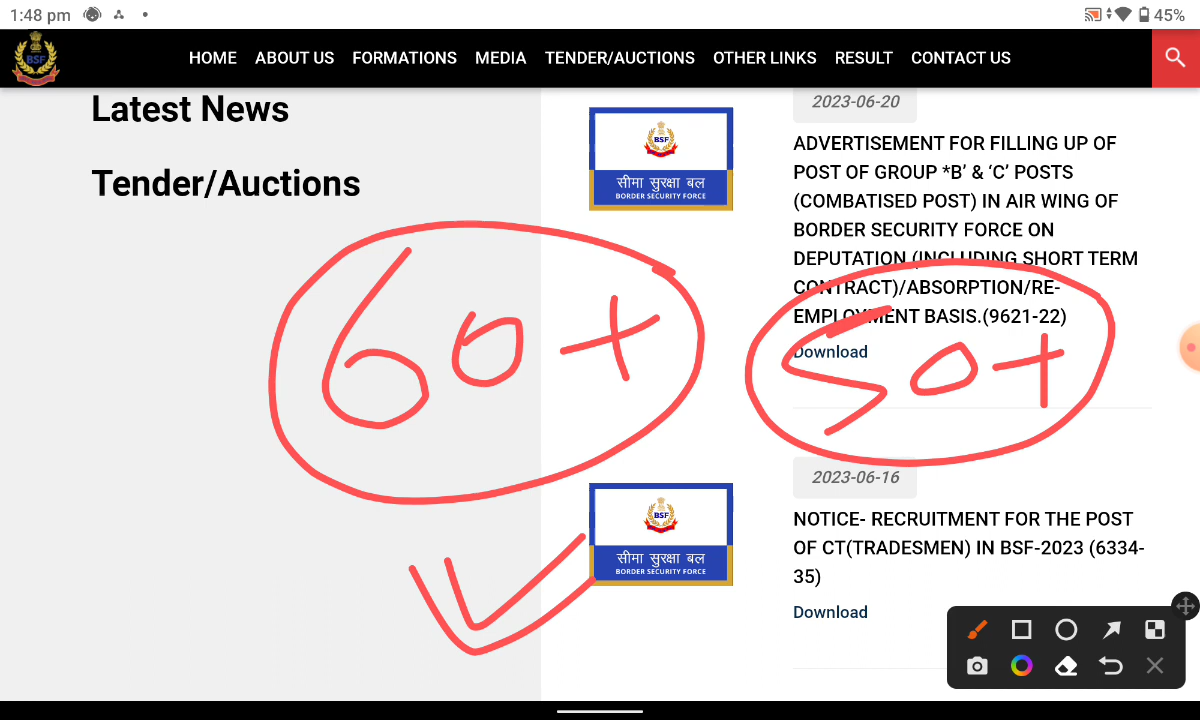 1:48 pm
45%
BSF
HOME ABOUT US FORMATIONS MEDIA TENDER/AUCTIONS OTHER LINKS RESULT CONTACT US
Latest News
Tender/Auctions
BSF
सीमा सुरक्षा बल
BORDER SECURITY FORCE
2023-06-20
ADVERTISEMENT FOR FILLING UP OF
POST OF GROUP *B’ & ‘C’ POSTS
(COMBATISED POST) IN AIR WING OF
BORDER SECURITY FORCE ON
DEPUTATION (INCLUDING SHORT TERM
CONTRACT)/ABSORPTION/RE-
EMPLOYMENT BASIS.(9621-22)
Download
60+
50+
BSF
सीमा सुरक्षा बल
BORDER SECURITY FORCE
2023-06-16
NOTICE- RECRUITMENT FOR THE POST
OF CT(TRADESMEN) IN BSF-2023 (6334-
35)
Download